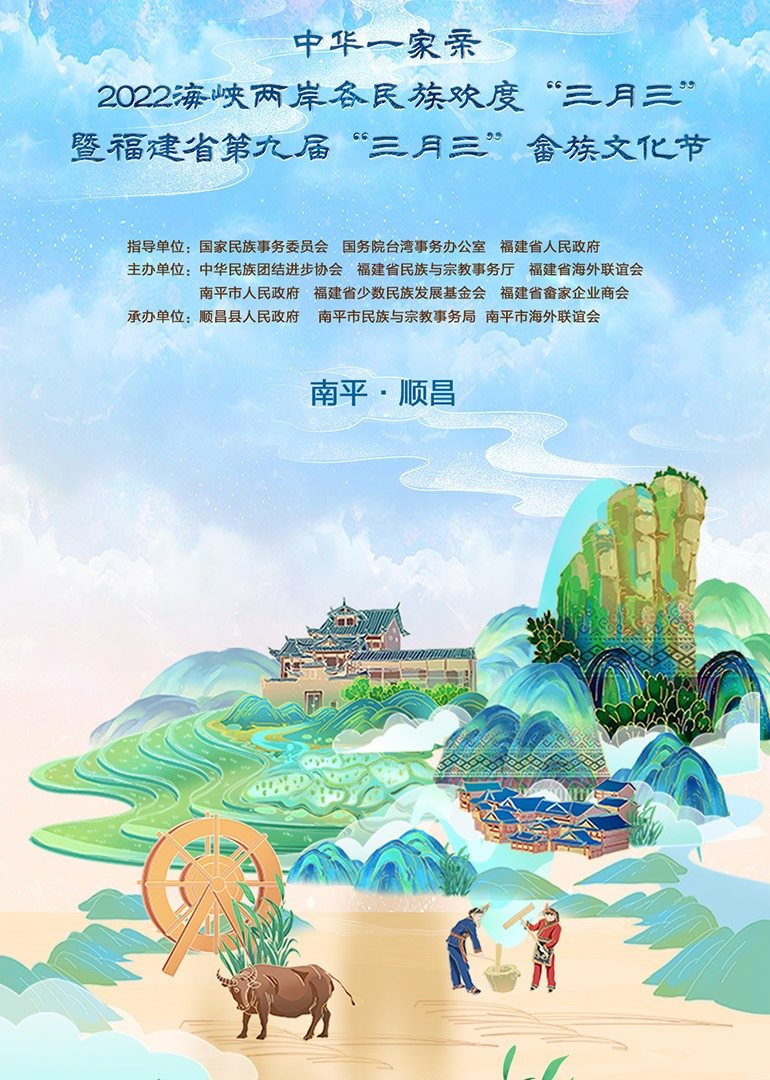 中华一家亲
2022海峡两岸各民族欢度“三月三”
暨福建省第九届“三月三”畲族文化节
指导单位：国家民族事务委员会 国务院台湾事务办公室 福建省人民政府
主办单位：中华民族团结进步协会 福建省民族与宗教事务厅 福建省海外联谊会
南平市人民政府 福建省少数民族发展基金会 福建省畲家企业商会
承办单位：顺昌县人民政府 南平市民族与宗教事务局 南平市海外联谊会
南平·顺昌